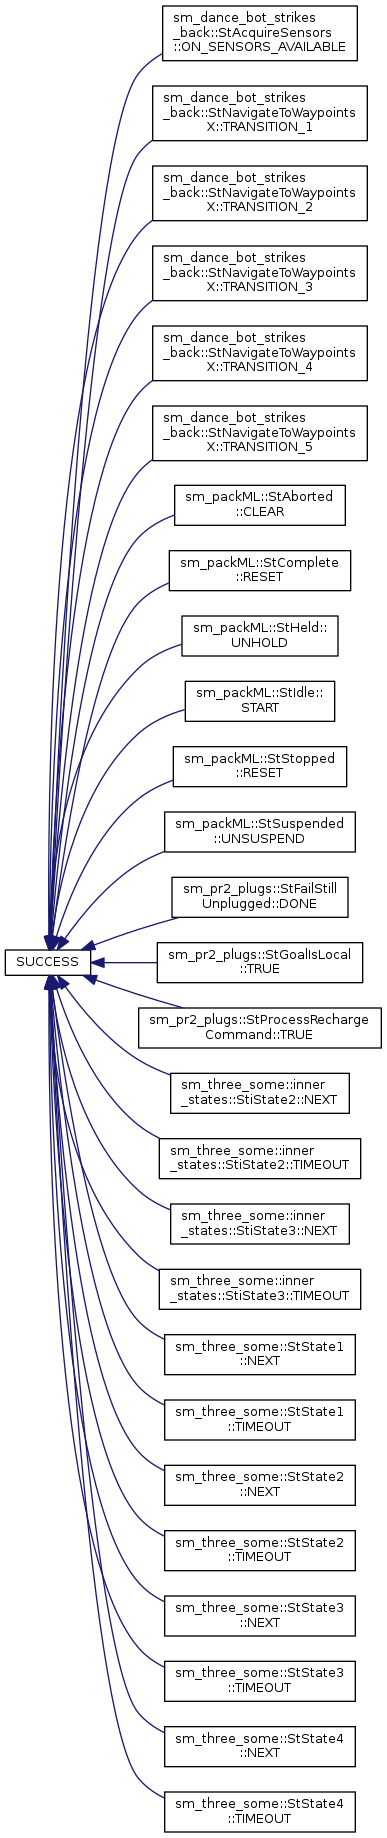 sm_dance_bot_strikes
_back::StAcquireSensors
::ON_SENSORS_AVAILABLE
sm_dance_bot_strikes
_back::StNavigateToWaypoints
X::TRANSITION_1
sm_dance_bot_strikes
_back::StNavigateToWaypoints
X::TRANSITION_2
sm_dance_bot_strikes
_back::StNavigateToWaypoints
X::TRANSITION_3
sm_dance_bot_strikes
_back::StNavigateToWaypoints
X::TRANSITION_4
sm_dance_bot_strikes
_back::StNavigateToWaypoints
X::TRANSITION_5
sm_packML::StAborted
::CLEAR
sm_packML::StComplete
::RESET
sm_packML::StHeld::
UNHOLD
sm_packML::StIdle::
START
sm_packML::StStopped
::RESET
sm_packML::StSuspended
::UNSUSPEND
sm_pr2_plugs::StFailStill
Unplugged::DONE
SUCCESS
sm_pr2_plugs::StGoalIsLocal
::TRUE
sm_pr2_plugs::StProcessRecharge
Command::TRUE
sm_three_some::inner
_states::StiState2::NEXT
sm_three_some::inner
_states::StiState2::TIMEOUT
sm_three_some::inner
_states::StiState3::NEXT
sm_three_some::inner
_states::StiState3::TIMEOUT
sm_three_some::StState1
::NEXT
sm_three_some::StState1
::TIMEOUT
sm_three_some::StState2
::NEXT
sm_three_some::StState2
::TIMEOUT
sm_three_some::StState3
::NEXT
sm_three_some::StState3
::TIMEOUT
sm_three_some::StState4
::NEXT
sm_three_some::StState4
::TIMEOUT